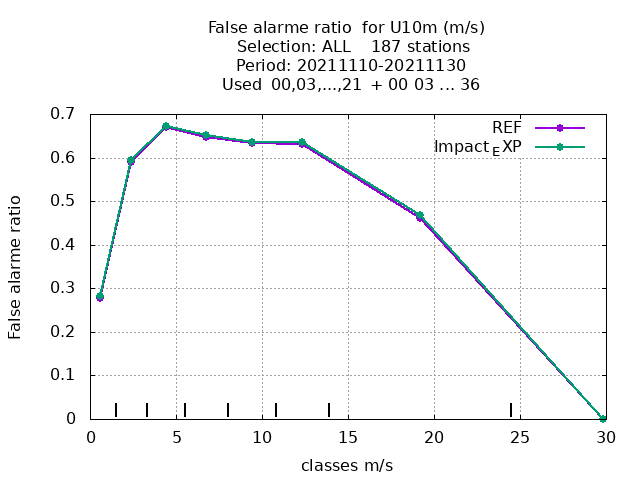 False alarme ratio  for U10m (m/s)
Selection: ALL    187 stations
Period: 20211110-20211130
Used  00,03,...,21  + 00 03 ... 36
0.7
REF
Impact_EXP
0.6
0.5
0.4
0.3
0.2
0.1
0
False alarme ratio
0 5 10 15 20 25 30
classes m/s